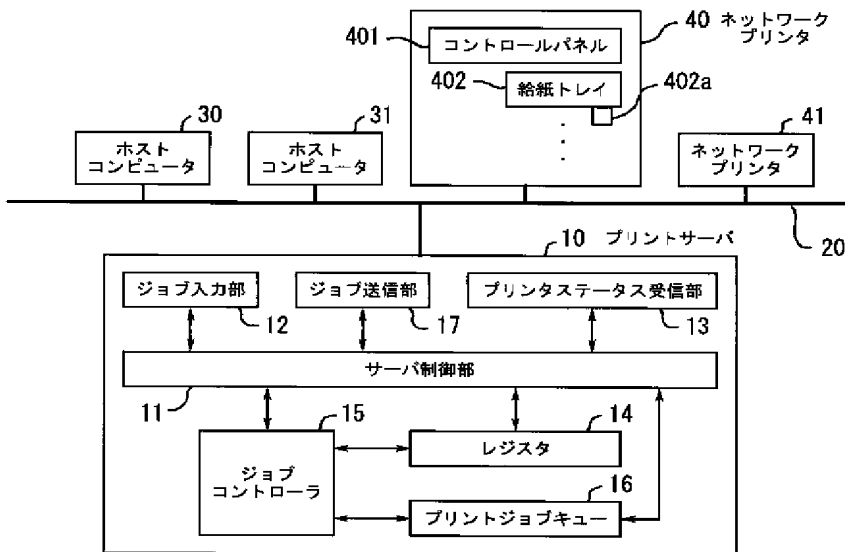 40 ネットワーク
プリンタ
401 コントロールパネル
402 給紙トレイ 402a
30
ホスト
コンピュータ
31
ホスト
コンピュータ
41
ネットワーク
プリンタ
20
10 プリントサーバ
ジョブ入力部
12
ジョブ送信部
17
プリンタステータス受信部
13
サーバ制御部
11
15
ジョブ
コントローラ
14
レジスタ
16
プリントジョブキュー